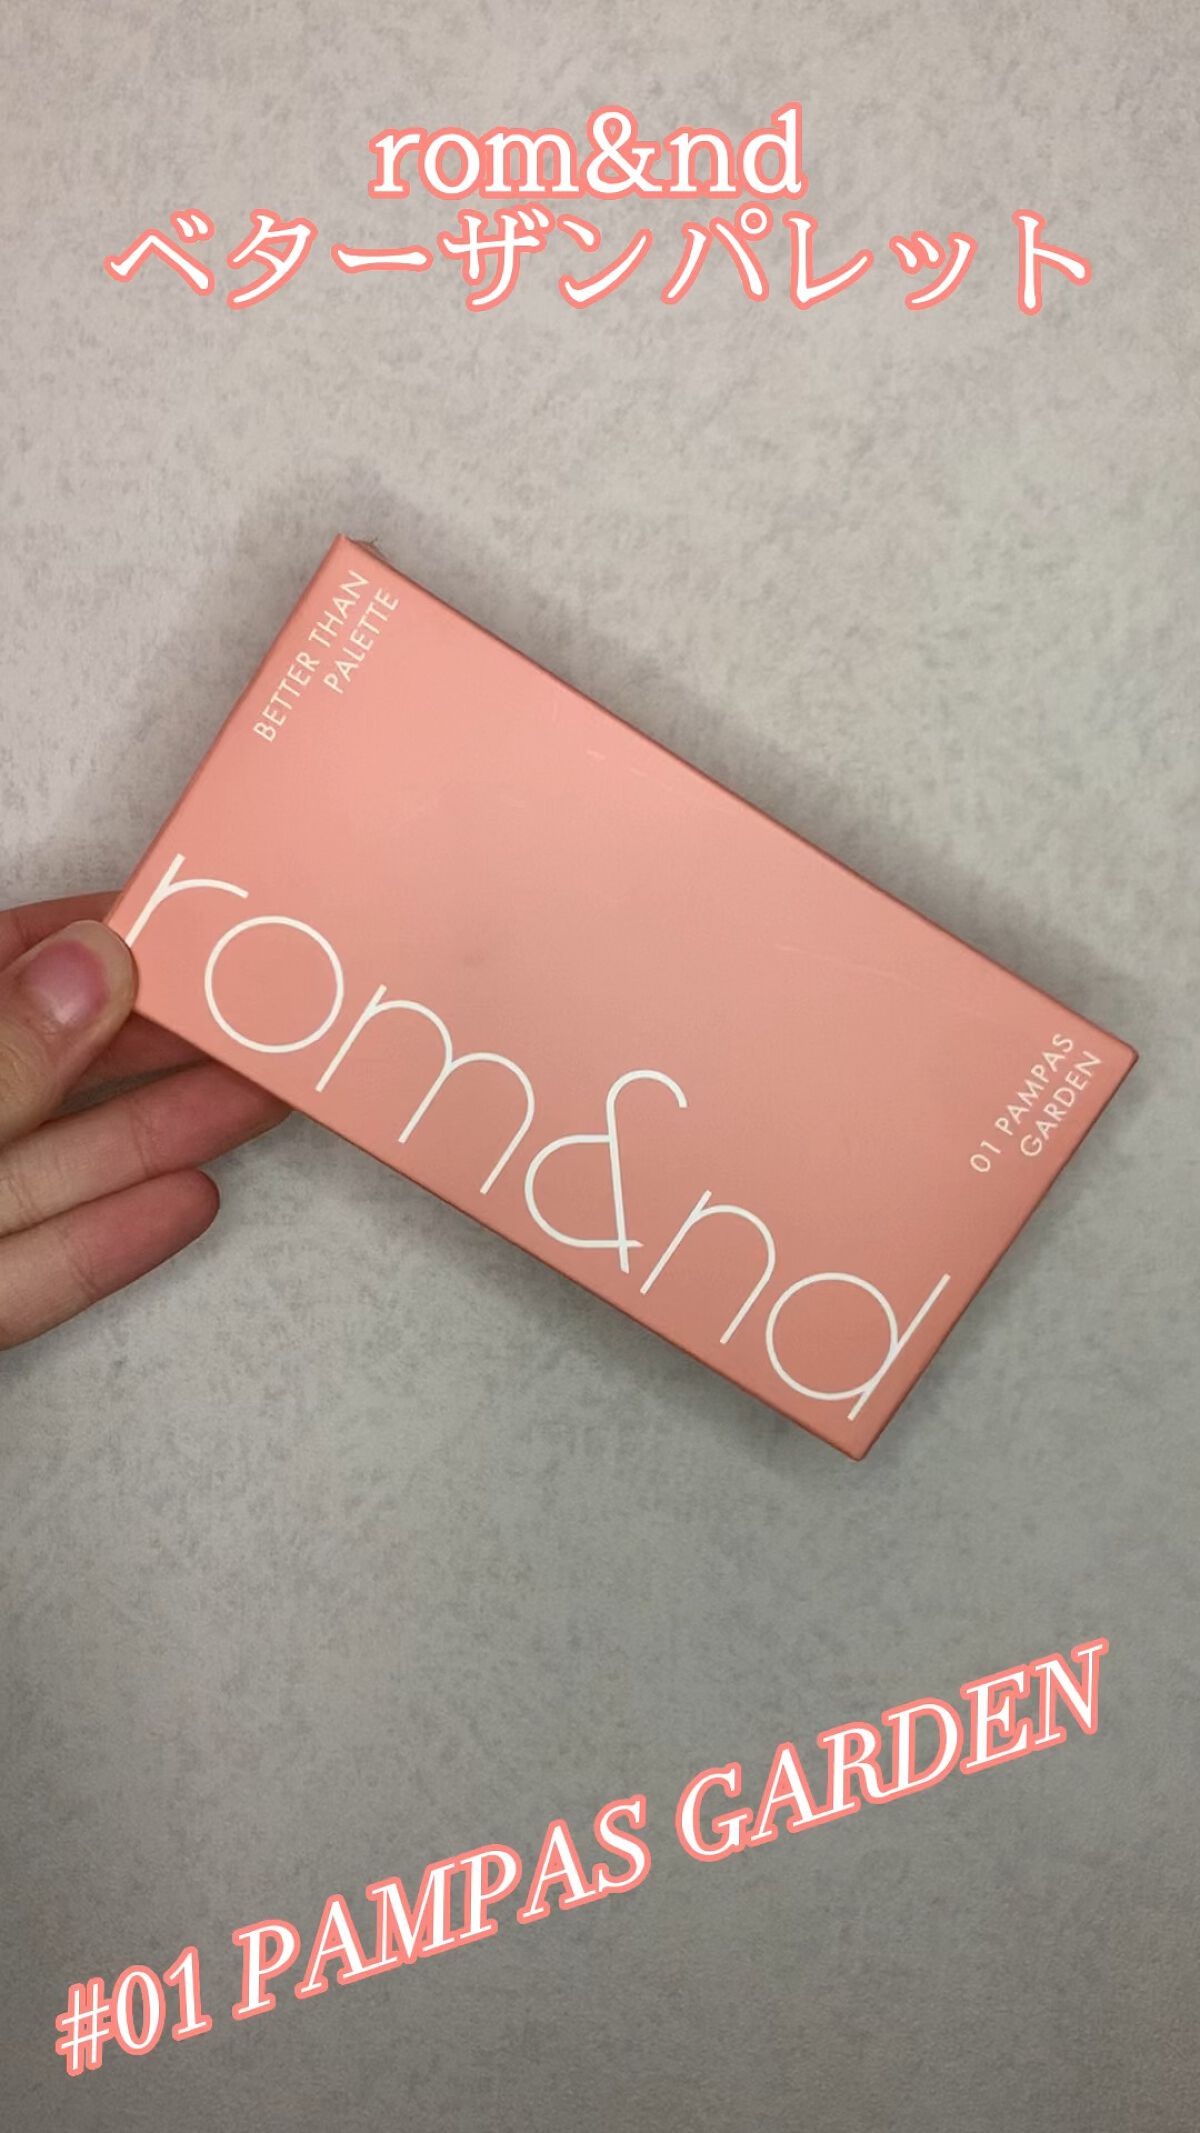 rom&nd
ベターザンパレット
BETTER THAN
PALETTE
rom&nd
01 PAMPAS
GARDEN
#01 PAMPAS GARDEN